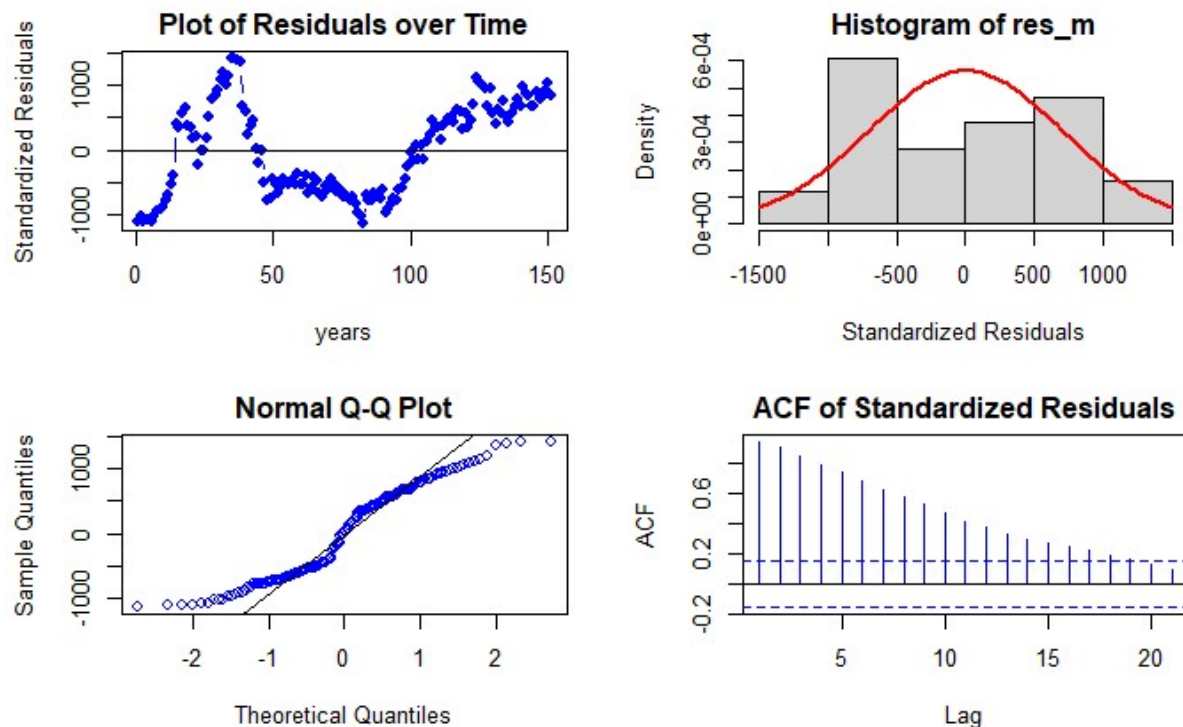 Plot of Residuals over Time
Standardized Residuals
-1000 0 1000
0 50 100 150
years
Histogram of res_m
Density
0e+00 3e-04 6e-04
-1500 -500 0 500 1000
Standardized Residuals
Normal Q-Q Plot
Sample Quantiles
-1000 0 1000
-2 -1 0 1 2
Theoretical Quantiles
ACF of Standardized Residuals
ACF
-0.2 0.2 0.6
5 10 15 20
Lag